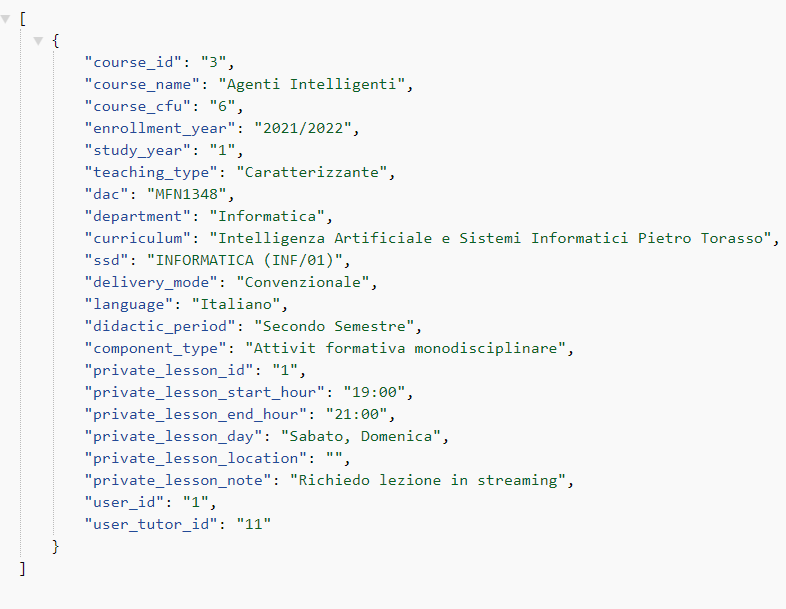 [
{
"course_id": "3",
"course_name": "Agenti Intelligenti",
"course_cfu": "6",
"enrollment_year": "2021/2022",
"study_year": "1",
"teaching_type": "Caratterizzante",
"dac": "MFN1348",
"department": "Informatica",
"curriculum": "Intelligenza Artificiale e Sistemi Informatici Pietro Torasso",
"ssd": "INFORMATICA (INF/01)",
"delivery_mode": "Convenzionale",
"language": "Italiano",
"didactic_period": "Secondo Semestre",
"component_type": "Attivit formativa monodisciplinare",
"private_lesson_id": "1",
"private_lesson_start_hour": "19:00",
"private_lesson_end_hour": "21:00",
"private_lesson_day": "Sabato, Domenica",
"private_lesson_location": "",
"private_lesson_note": "Richiedo lezione in streaming",
"user_id": "1",
"user_tutor_id": "11"
}
]